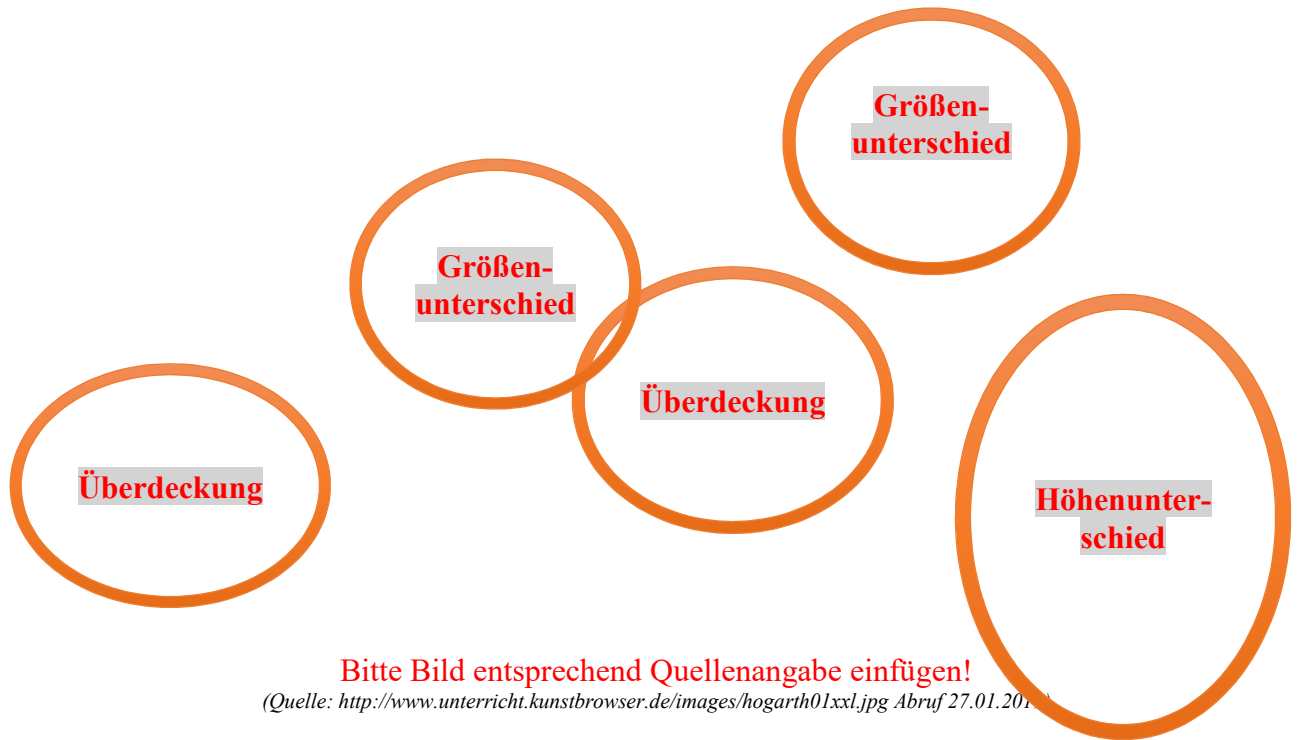 Größen-
unterschied
Größen-
unterschied
Überdeckung
Überdeckung
Höhenunter-
schied
Bitte Bild entsprechend Quellenangabe einfügen!
(Quelle: http://www.unterricht.kunstbrowser.de/images/hogarth01xxl.jpg Abruf 27.01.201